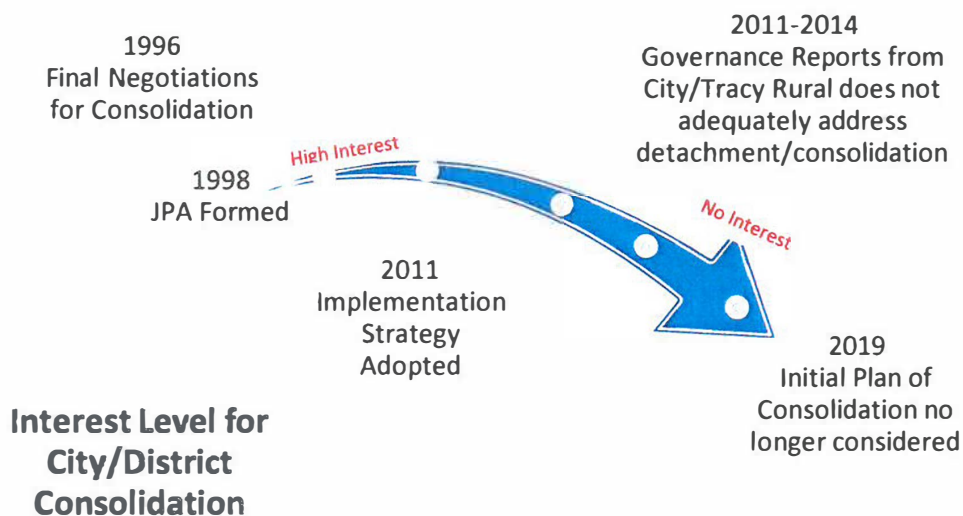 1996
Final Negotiations
for Consolidation
High Interest
1998
JPA Formed
2011
Implementation
Strategy
Adopted
2011-2014
Governance Reports from
City/Tracy Rural does not
adequately address
detachment/consolidation
No Interest
2019
Initial Plan of
Consolidation no
longer considered
Interest Level for
City/District
Consolidation